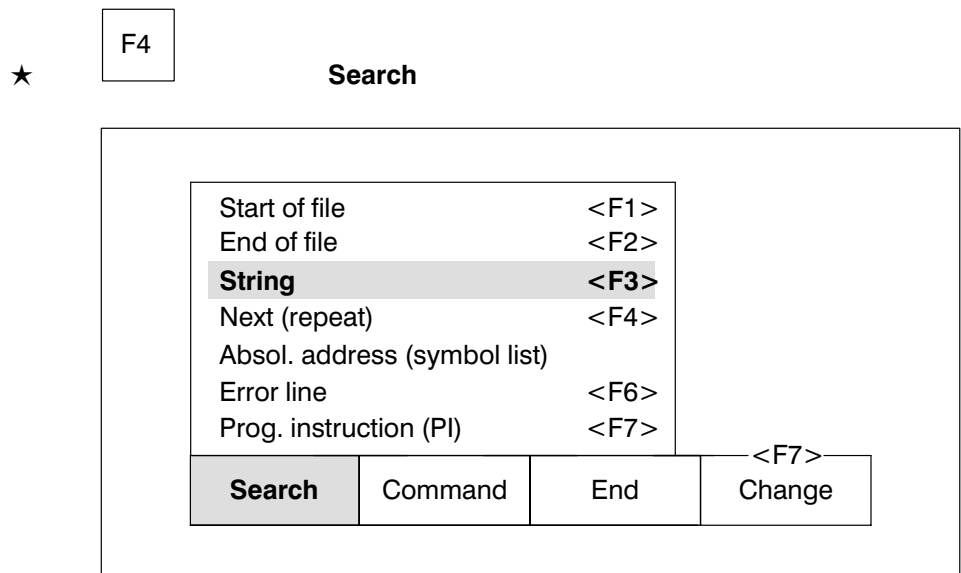 F4
★ Search
Start of file <F1>
End of file <F2>
String <F3>
Next (repeat) <F4>
Absol. address (symbol list)
Error line <F6>
Prog. instruction (PI) <F7>
<F7>
Search Command End Change